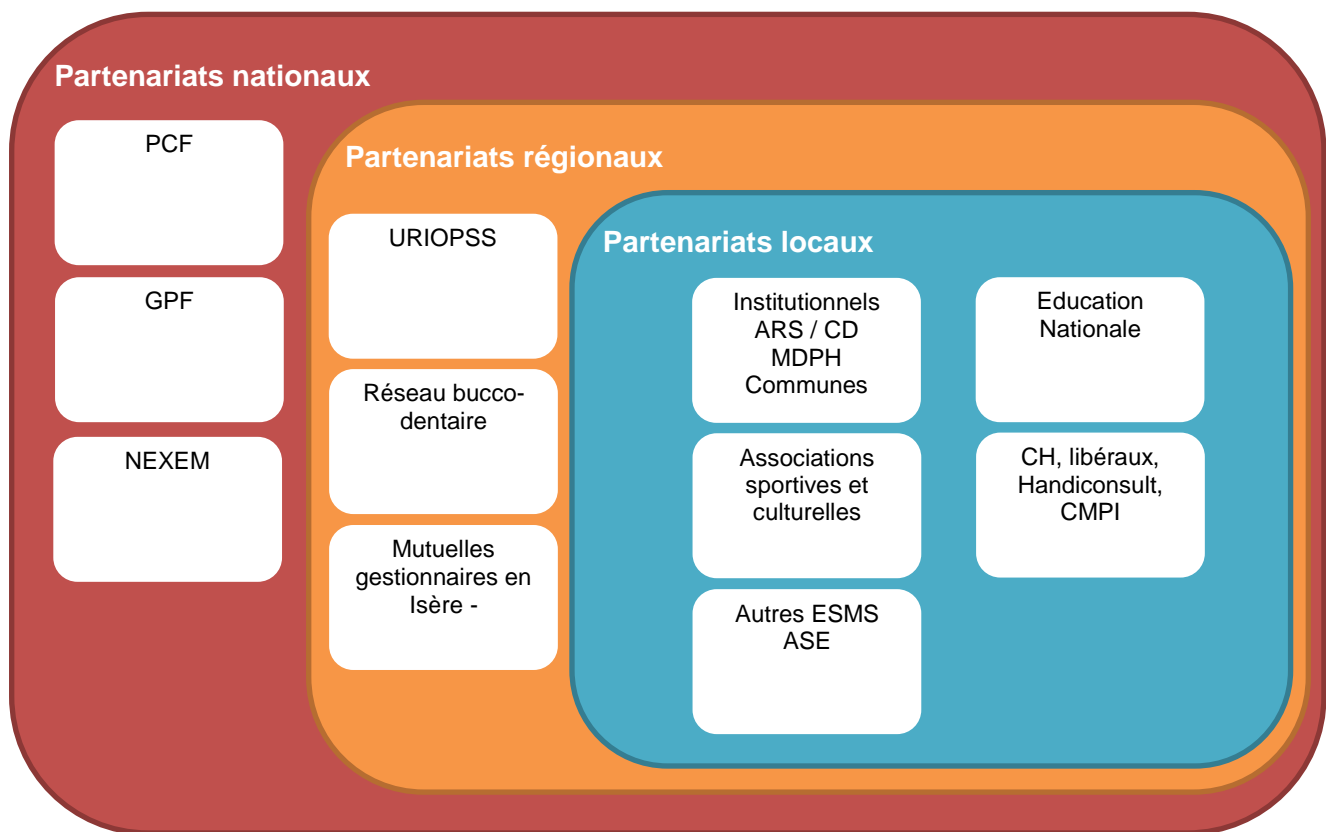 Partenariats nationaux
PCF
GPF
NEXEM
Partenariats régionaux
URIOPSS
Réseau bucco-
dentaire
Mutuelles
gestionnaires en
Isère -
Partenariats locaux
Institutionnels
ARS / CD
MDPH
Communes
Education
Nationale
Associations
sportives et
culturelles
CH, libéraux,
Handiconsult,
CMPI
Autres ESMS
ASE